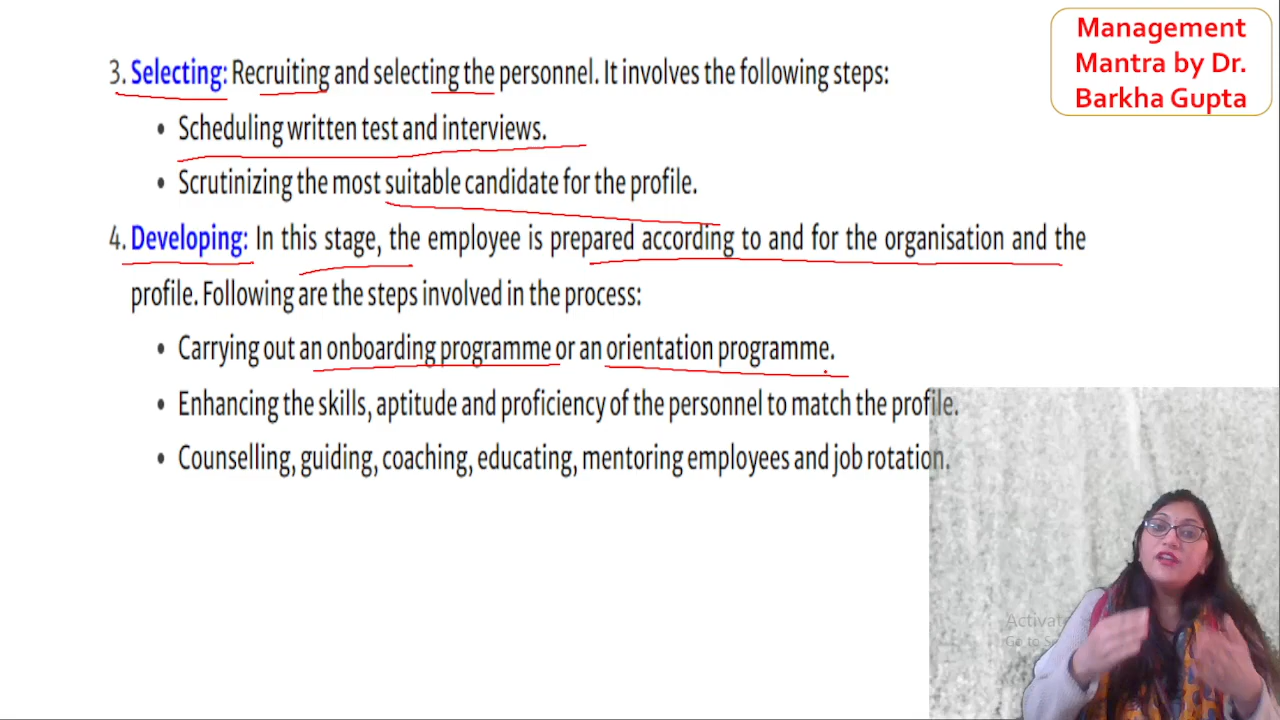 Management
Mantra by Dr.
Barkha Gupta
3. Selecting: Recruiting and selecting the personnel. It involves the following steps:
• Scheduling written test and interviews.
• Scrutinizing the most suitable candidate for the profile.
4. Developing: In this stage, the employee is prepared according to and for the organisation and the
profile. Following are the steps involved in the process:
• Carrying out an onboarding programme or an orientation programme.
• Enhancing the skills, aptitude and proficiency of the personnel to match the profile.
• Counselling, guiding, coaching, educating, mentoring employees and job rotation.
Activate
Go to